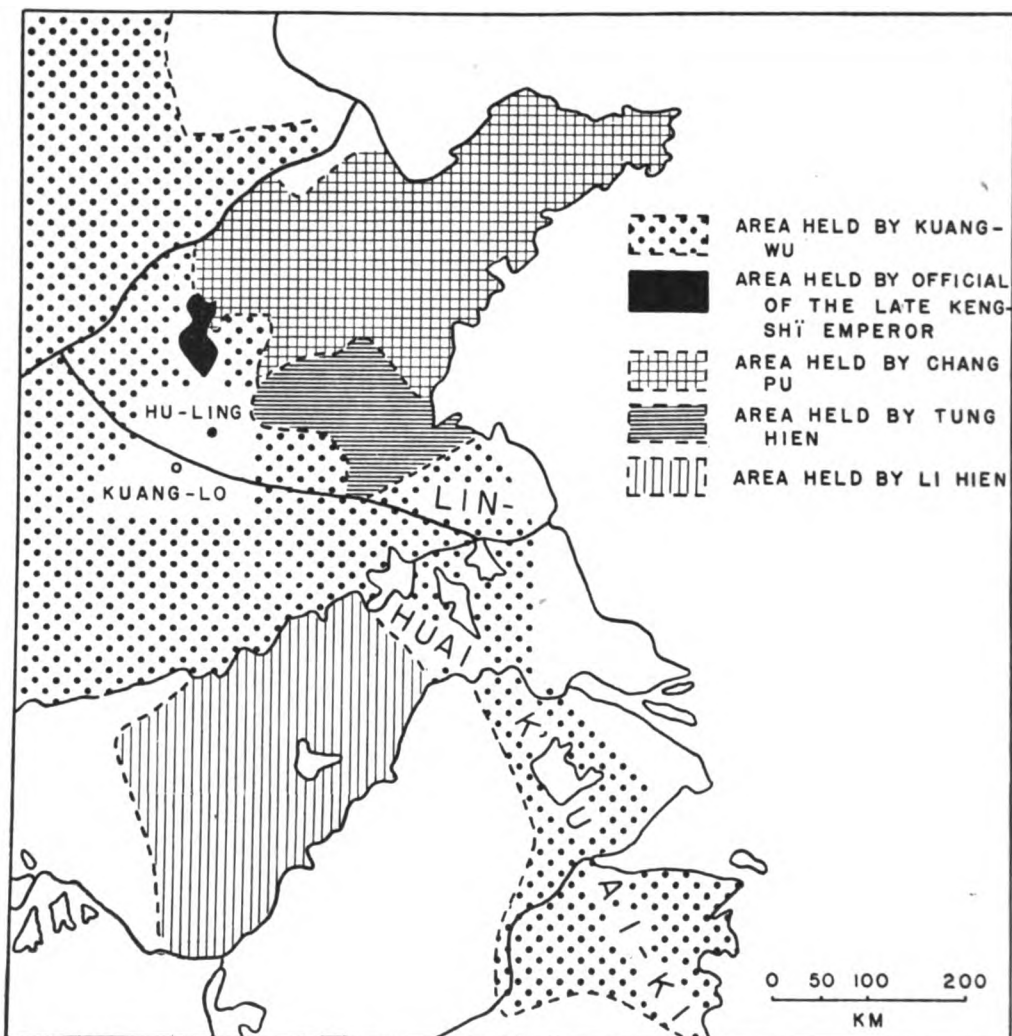 AREA HELD BY KUANG-
WU
AREA HELD BY OFFICIAL
OF THE LATE KENG-
SHÏ EMPEROR
AREA HELD BY CHANG
PU
AREA HELD BY TUNG
HIEN
AREA HELD BY LI HIEN
HU-LING
KUANG-LO
LIN-
HUAI
K'U
A I - K I
0 50 100 200
KM